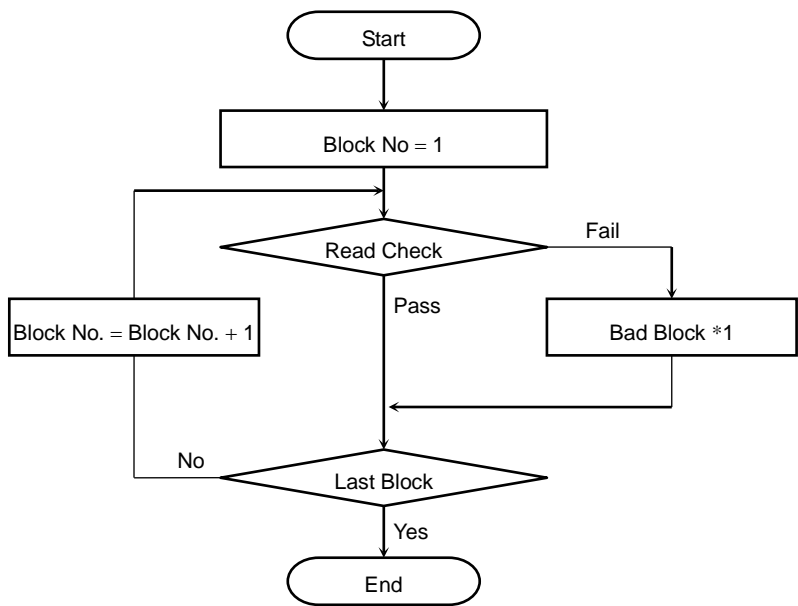 Start
Block No = 1
Read Check
Fail
Pass
Block No. = Block No. + 1
Bad Block *1
No
Last Block
Yes
End